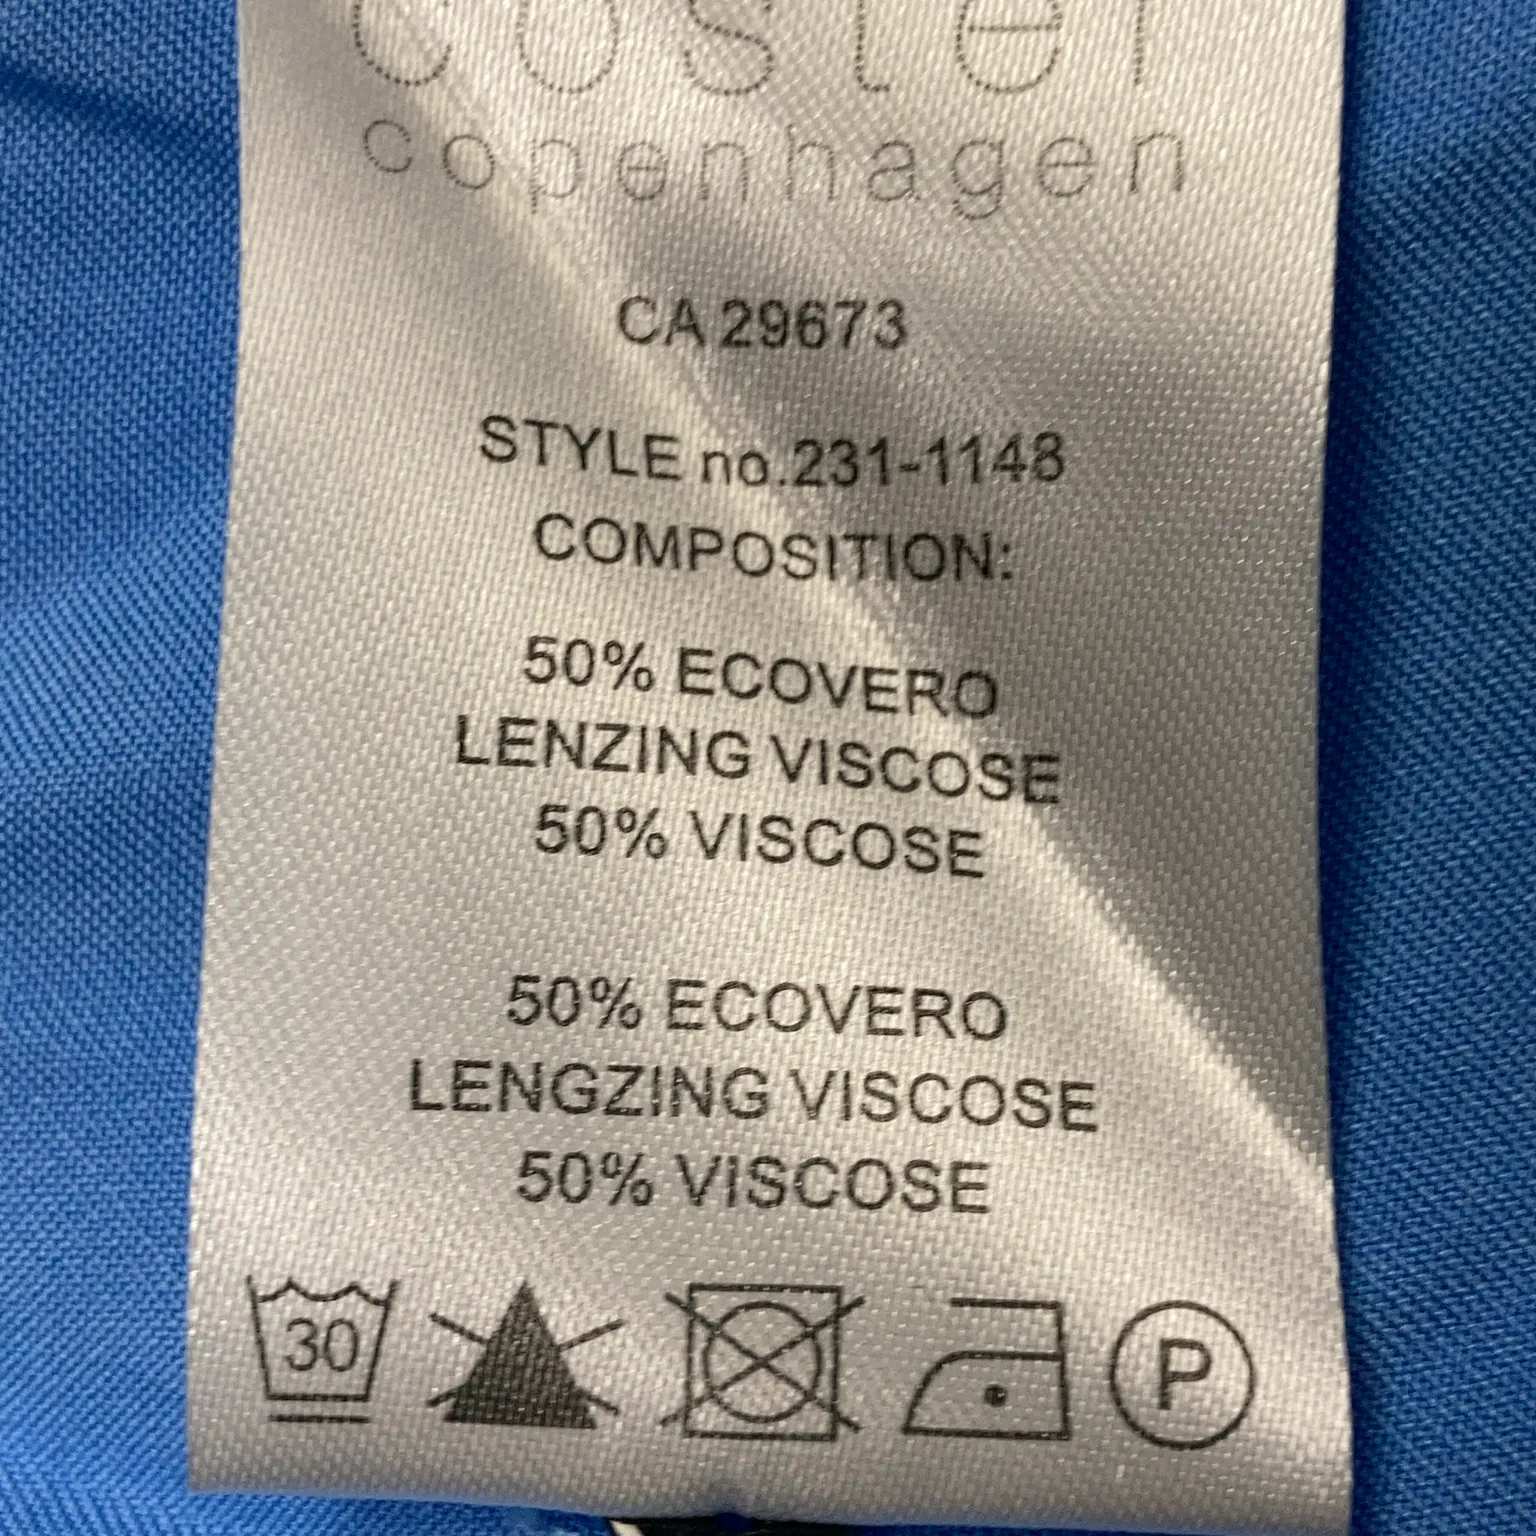 coster
copenhagen
CA 29673
STYLE no.231-1148
COMPOSITION:
50% ECOVERO
LENZING VISCOSE
50% VISCOSE
50% ECOVERO
LENGZING VISCOSE
50% VISCOSE
30 P